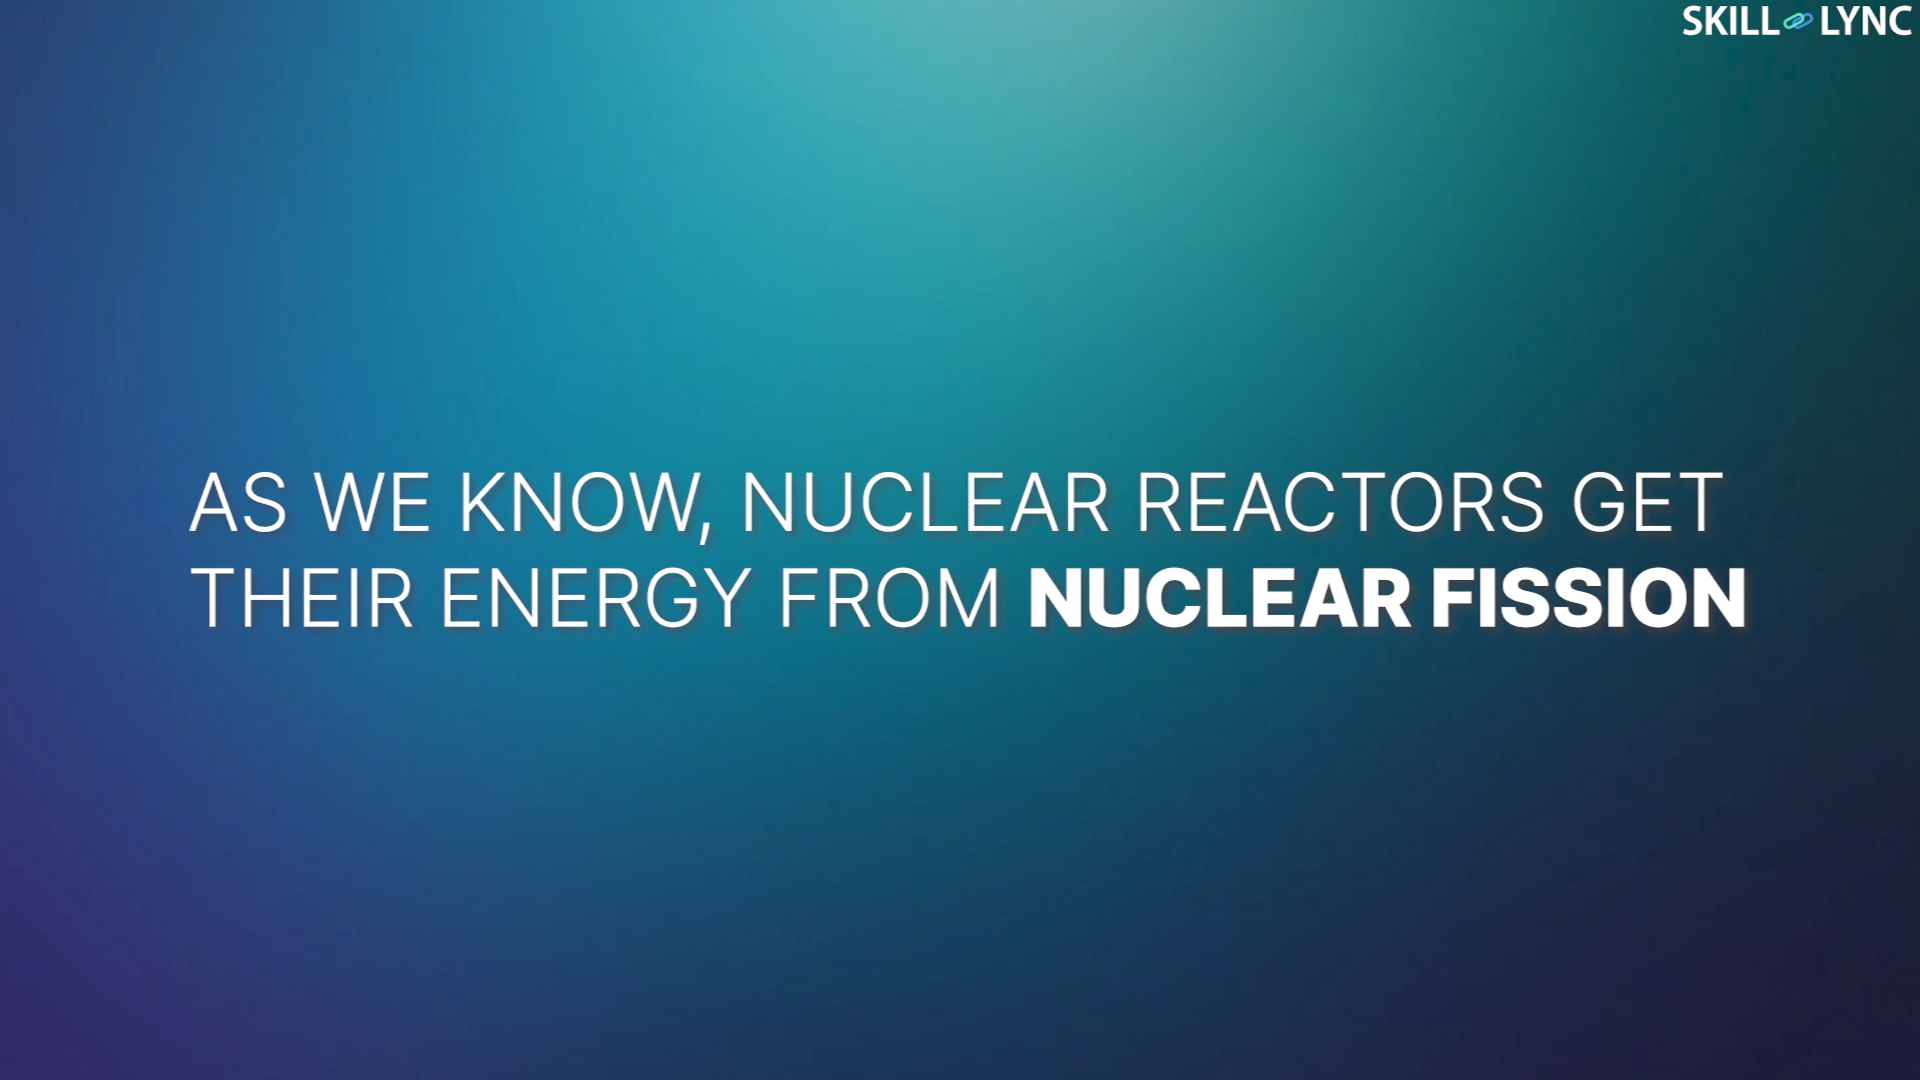 SKILL LYNC
AS WE KNOW, NUCLEAR REACTORS GET
THEIR ENERGY FROM NUCLEAR FISSION